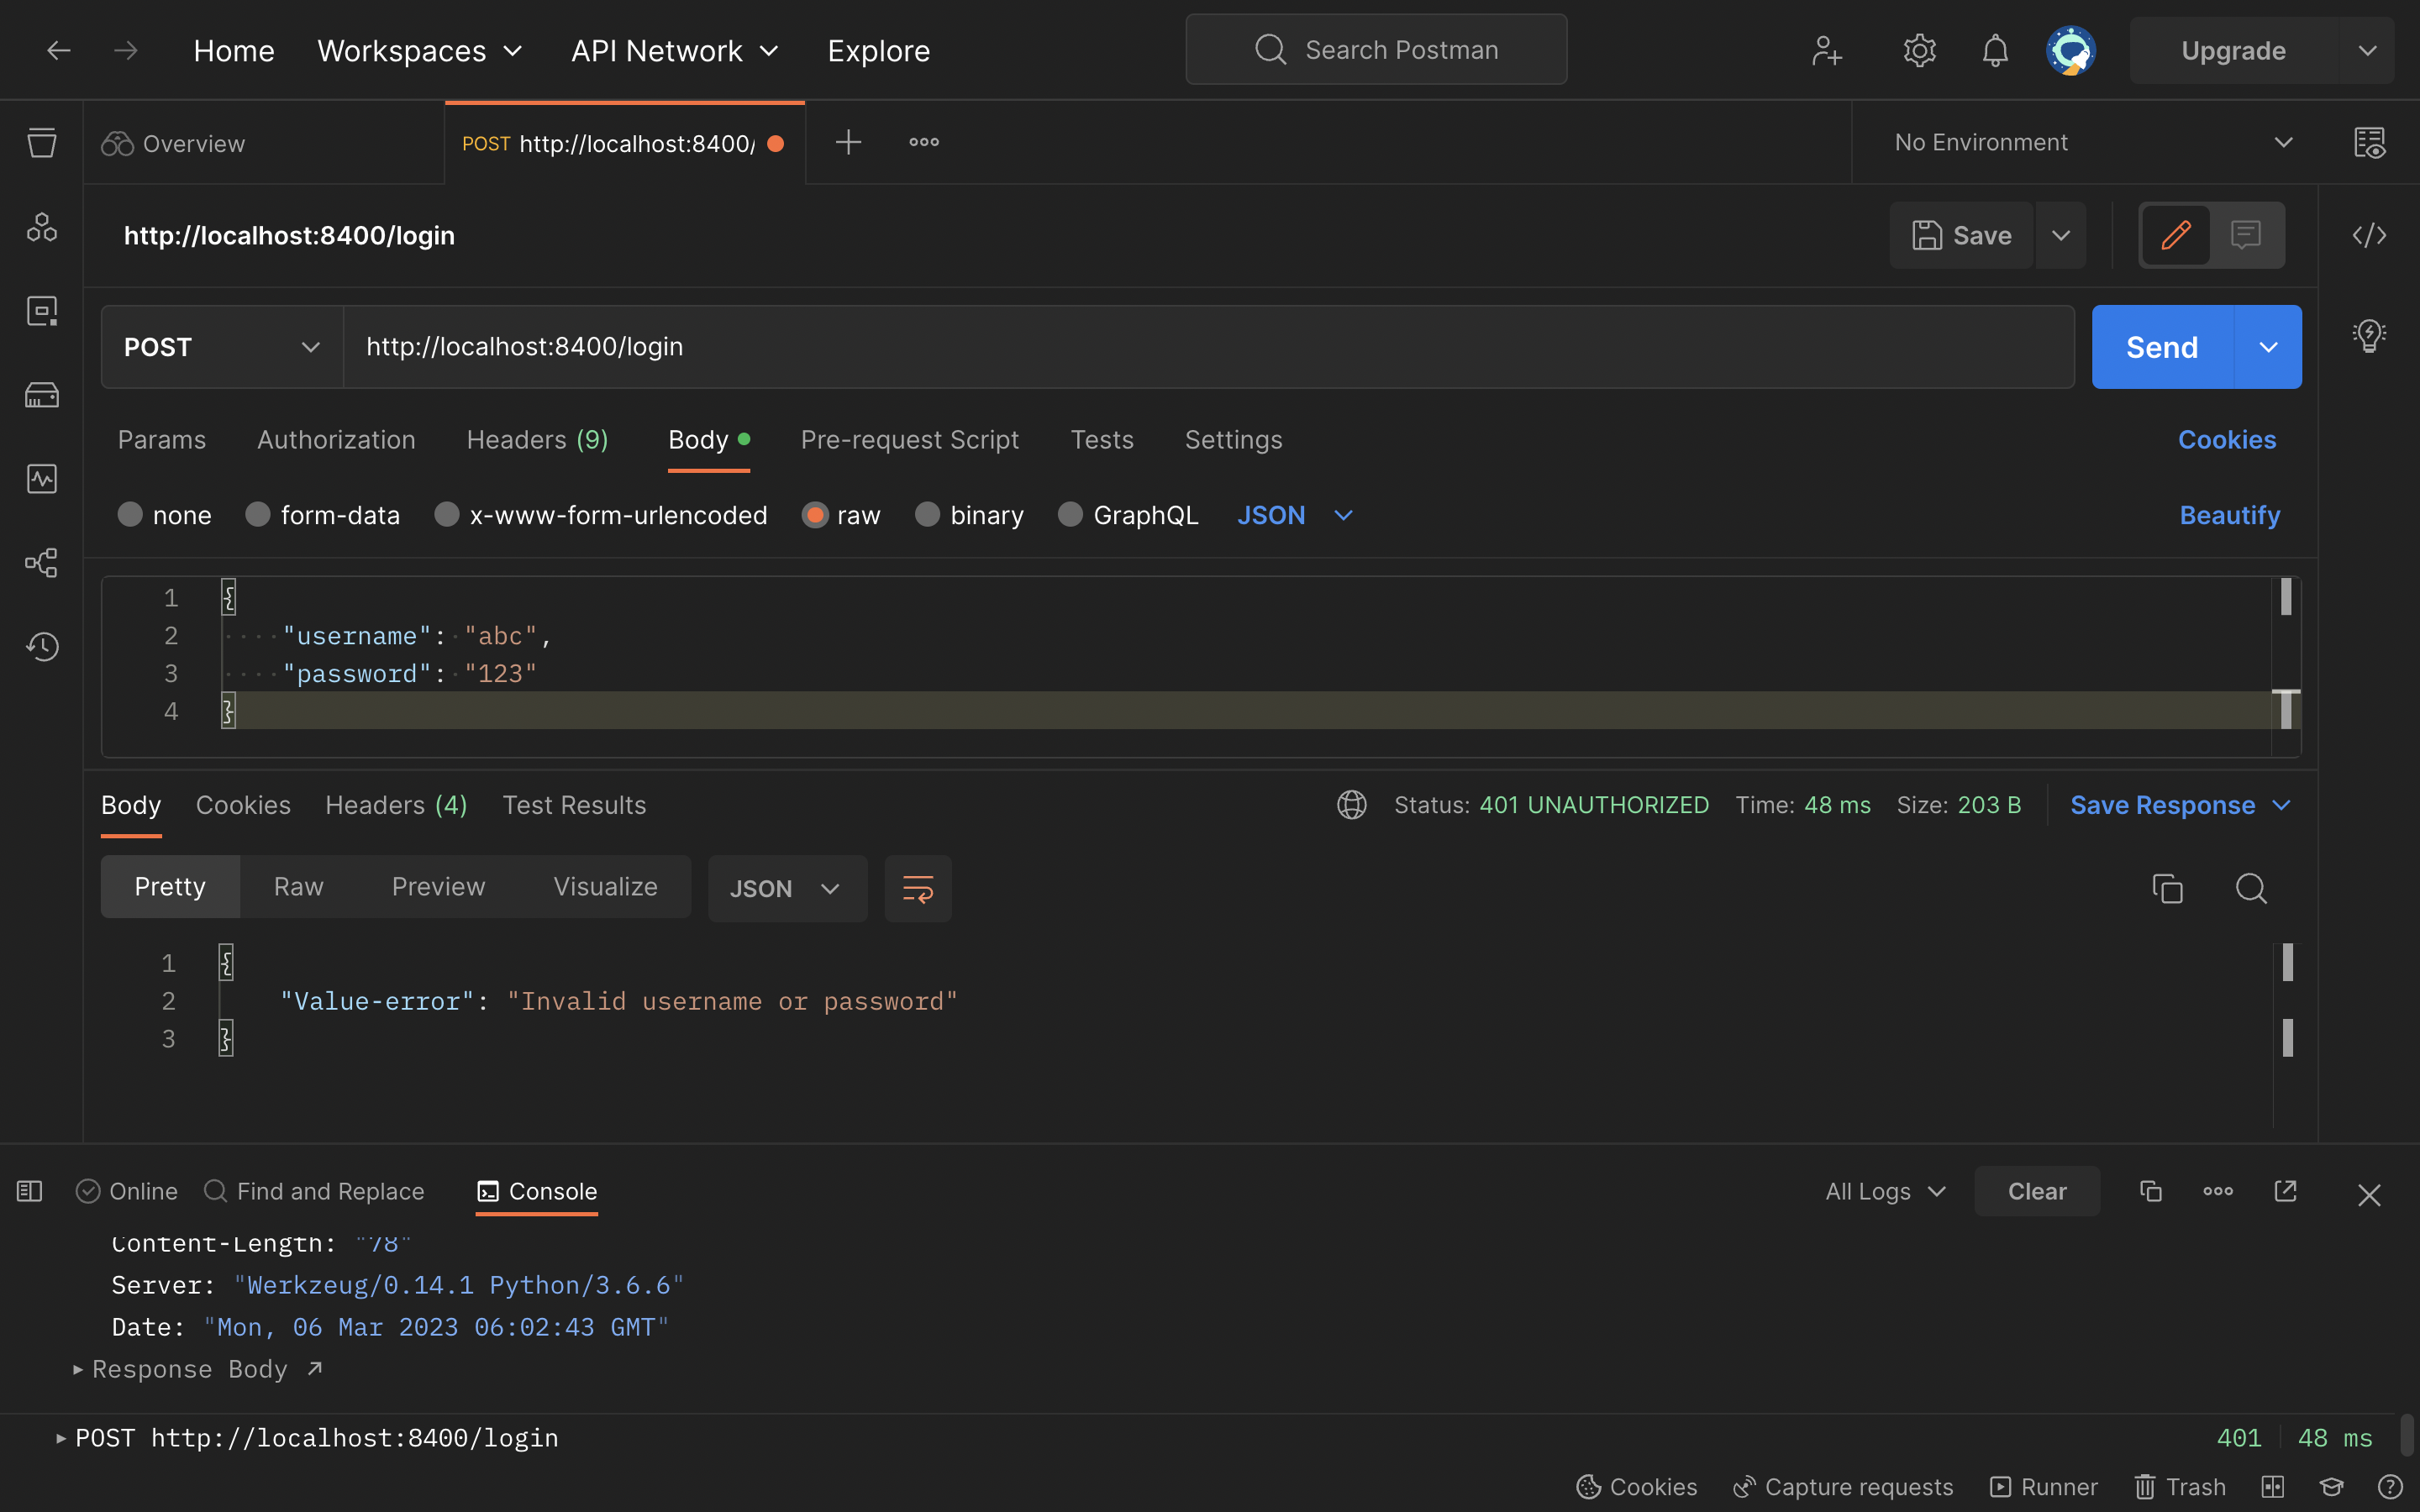 Home Workspaces API Network Explore Search Postman Upgrade
Overview POST http://localhost:8400/ No Environment
http://localhost:8400/login Save
POST http://localhost:8400/login Send
Params Authorization Headers (9) Body Pre-request Script Tests Settings Cookies
none form-data x-www-form-urlencoded raw binary GraphQL JSON Beautify
1 {
2 "username": "abc",
3 "password": "123"
4 }
Body Cookies Headers (4) Test Results Status: 401 UNAUTHORIZED Time: 48 ms Size: 203 B Save Response
Pretty Raw Preview Visualize JSON
1 {
2 "Value-error": "Invalid username or password"
3 }
Online Find and Replace Console All Logs Clear
Content-Length: "78"
Server: "Werkzeug/0.14.1 Python/3.6.6"
Date: "Mon, 06 Mar 2023 06:02:43 GMT"
Response Body
POST http://localhost:8400/login 401 48 ms
Cookies Capture requests Runner Trash